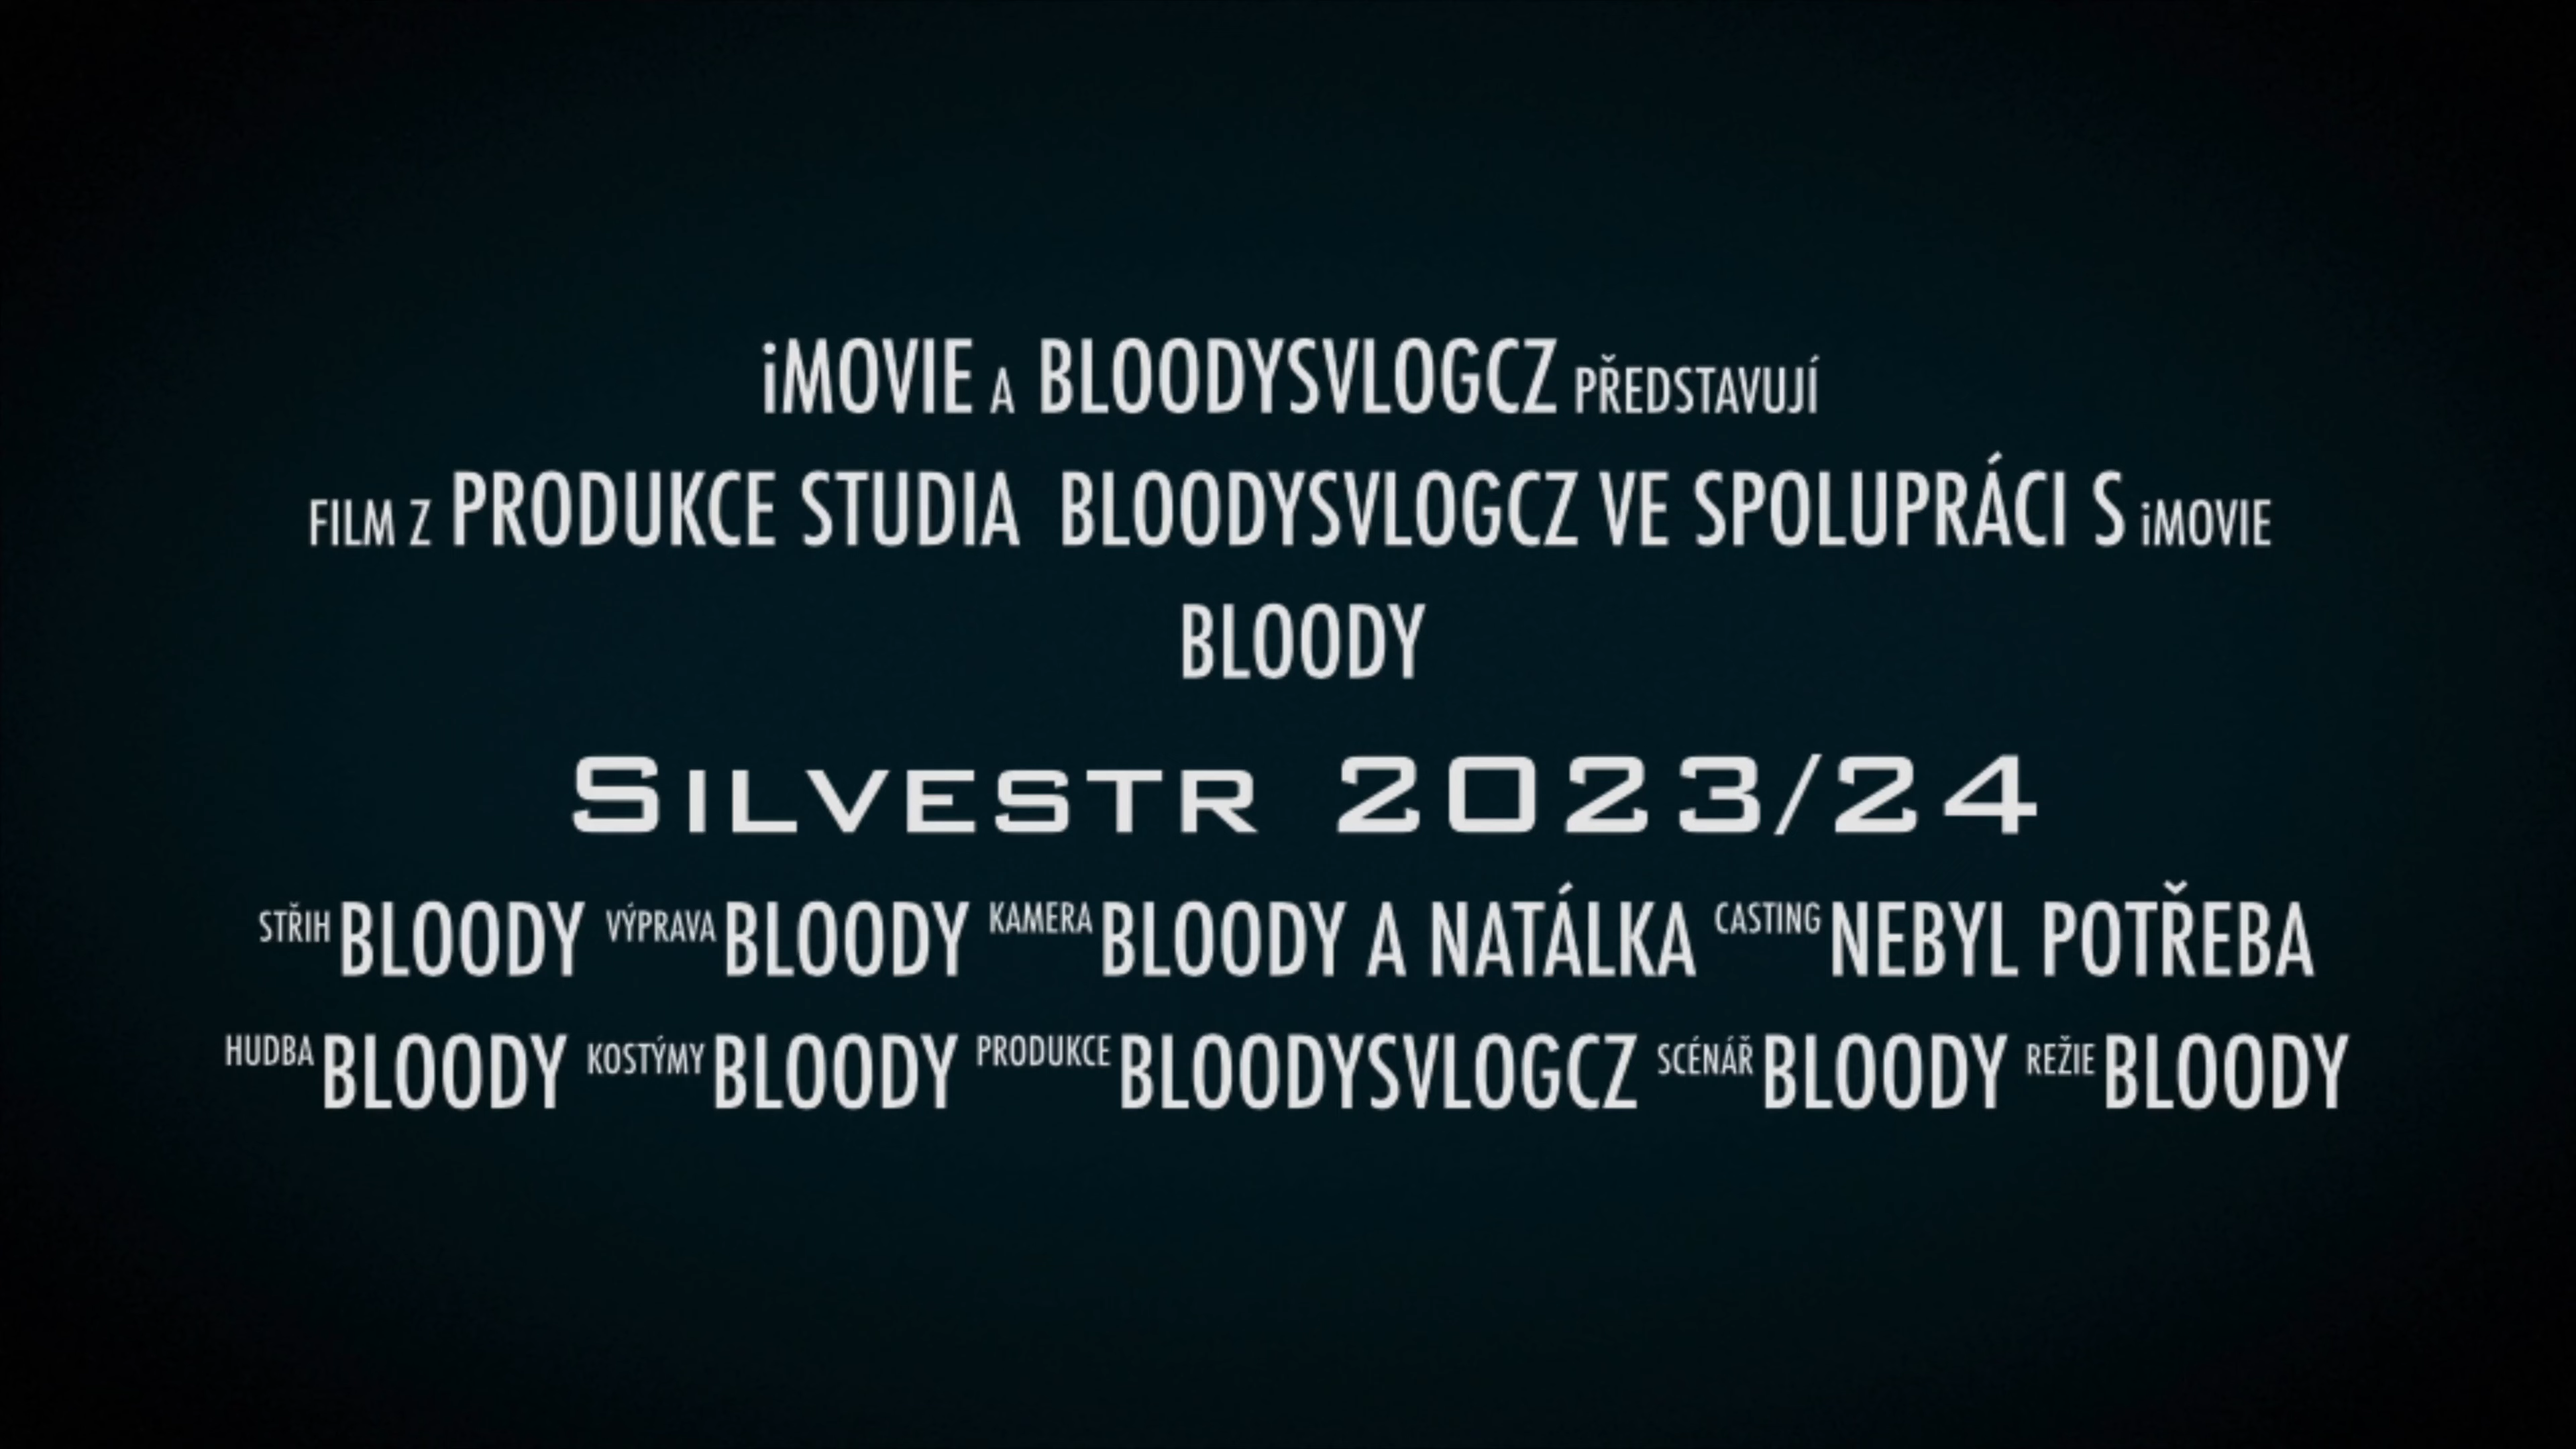 iMOVIE A BLOODYSVLOGCZ PŘEDSTAVUJÍ
FILM Z PRODUKCE STUDIA BLOODYSVLOGCZ VE SPOLUPRÁCI S iMOVIE
BLOODY
SILVESTR 2023/24
STŘIH BLOODY VÝPRAVA BLOODY KAMERA BLOODY A NATÁLKA CASTING NEBYL POTŘEBA
HUDBA BLOODY KOSTÝMY BLOODY PRODUKCE BLOODYSVLOGCZ SCÉNÁŘ BLOODY REŽIE BLOODY